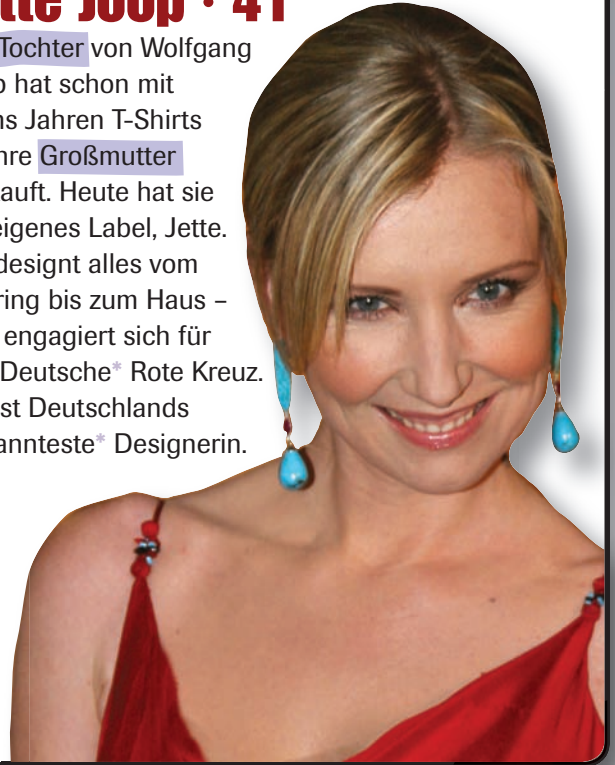 tte Joop · 41
Tochter von Wolfgang
p hat schon mit
hs Jahren T-Shirts
hre Großmutter
auft. Heute hat sie
eigenes Label, Jette.
designt alles vom
ring bis zum Haus –
engagiert sich für
Deutsche* Rote Kreuz.
st Deutschlands
annteste* Designerin.